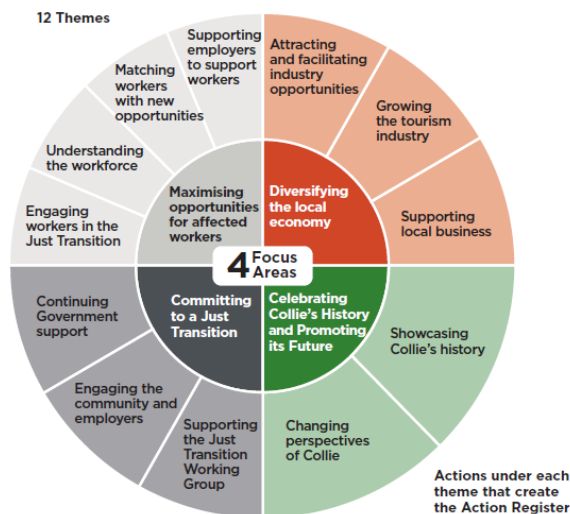 12 Themes
Supporting
employers
to support
workers
Attracting
and facilitating
industry
opportunities
Matching
workers
with new
opportunities
Growing
the tourism
industry
Understanding
the workforce
Maximising
opportunities
for affected
workers
Diversifying
the local
economy
Engaging
workers in the
Just Transition
Supporting
local business
4 Focus
Areas
Continuing
Government
support
Committing
to a Just
Transition
Celebrating
Collie's History
and Promoting
its Future
Showcasing
Collie's history
Engaging the
community and
employers
Supporting
the Just
Transition
Working
Group
Changing
perspectives
of Collie
Actions under each
theme that create
the Action Register